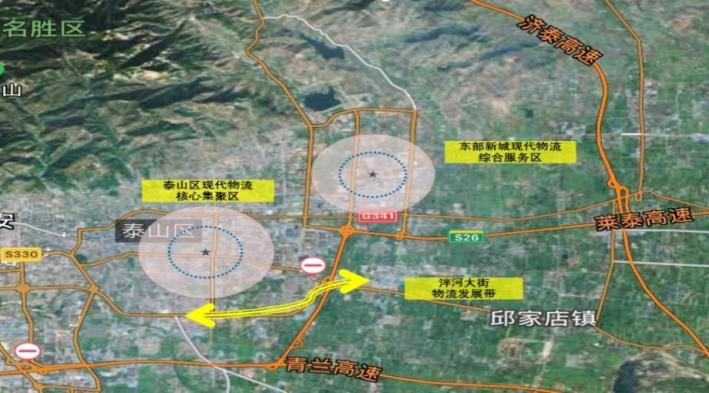 名胜区
济泰高速
山
东部新城现代物流
综合服务区
泰山区现代物流
核心集聚区
G341
莱泰高速
安
泰山区
S26
S330
泮河大街
物流发展带
邱家店镇
青兰高速